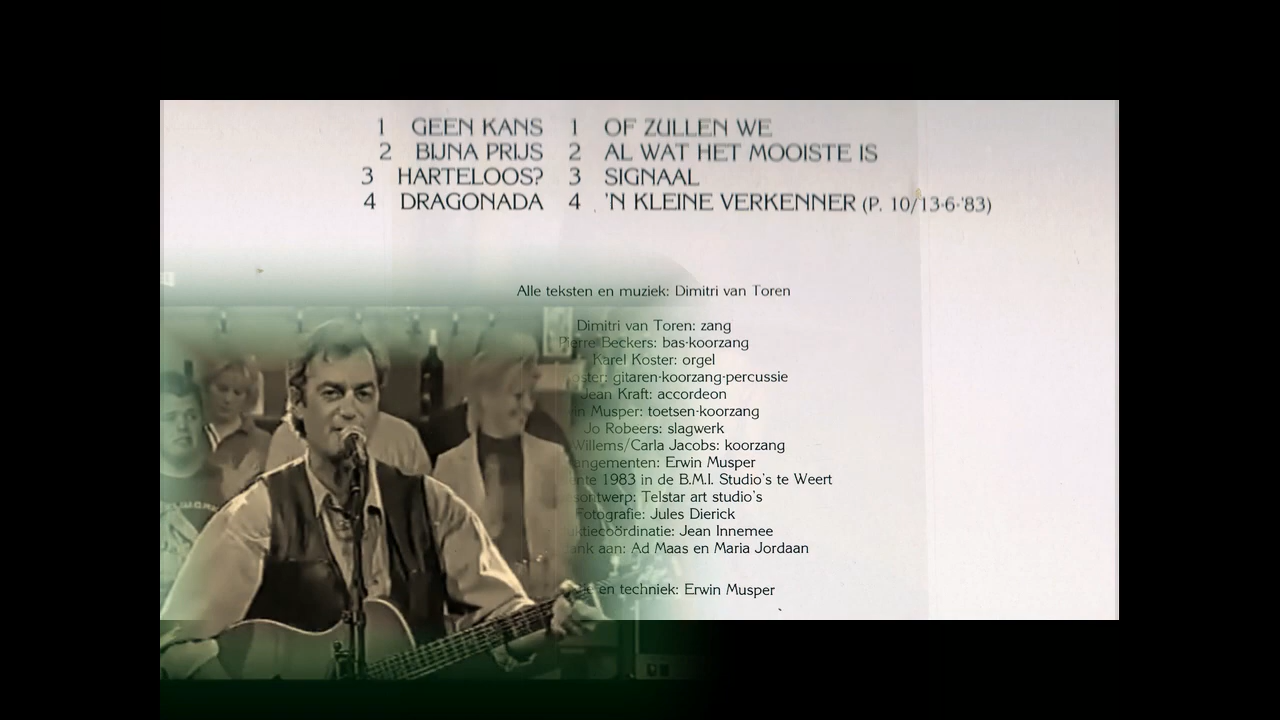 1 GEEN KANS 1 OF ZULLEN WE
2 BIJNA PRIJS 2 AL WAT HET MOOISTE IS
3 HARTELOOS? 3 SIGNAAL
4 DRAGONADA 4 'N KLEINE VERKENNER (P. 10/13-6-'83)
Alle teksten en muziek: Dimitri van Toren
Dimitri van Toren: zang
Pierre Beckers: bas-koorzang
Karel Koster: orgel
gitaren-koorzang-percussie
Jean Kraft: accordeon
Musper: toetsen-koorzang
Jo Robeers: slagwerk
Willems/Carla Jacobs: koorzang
Erwin Musper
1983 in de B.M.I. Studio's te Weert
Telstar art studio's
Fotografie: Jules Dierick
Jean Innemee
aan: Ad Maas en Maria Jordaan
en techniek: Erwin Musper